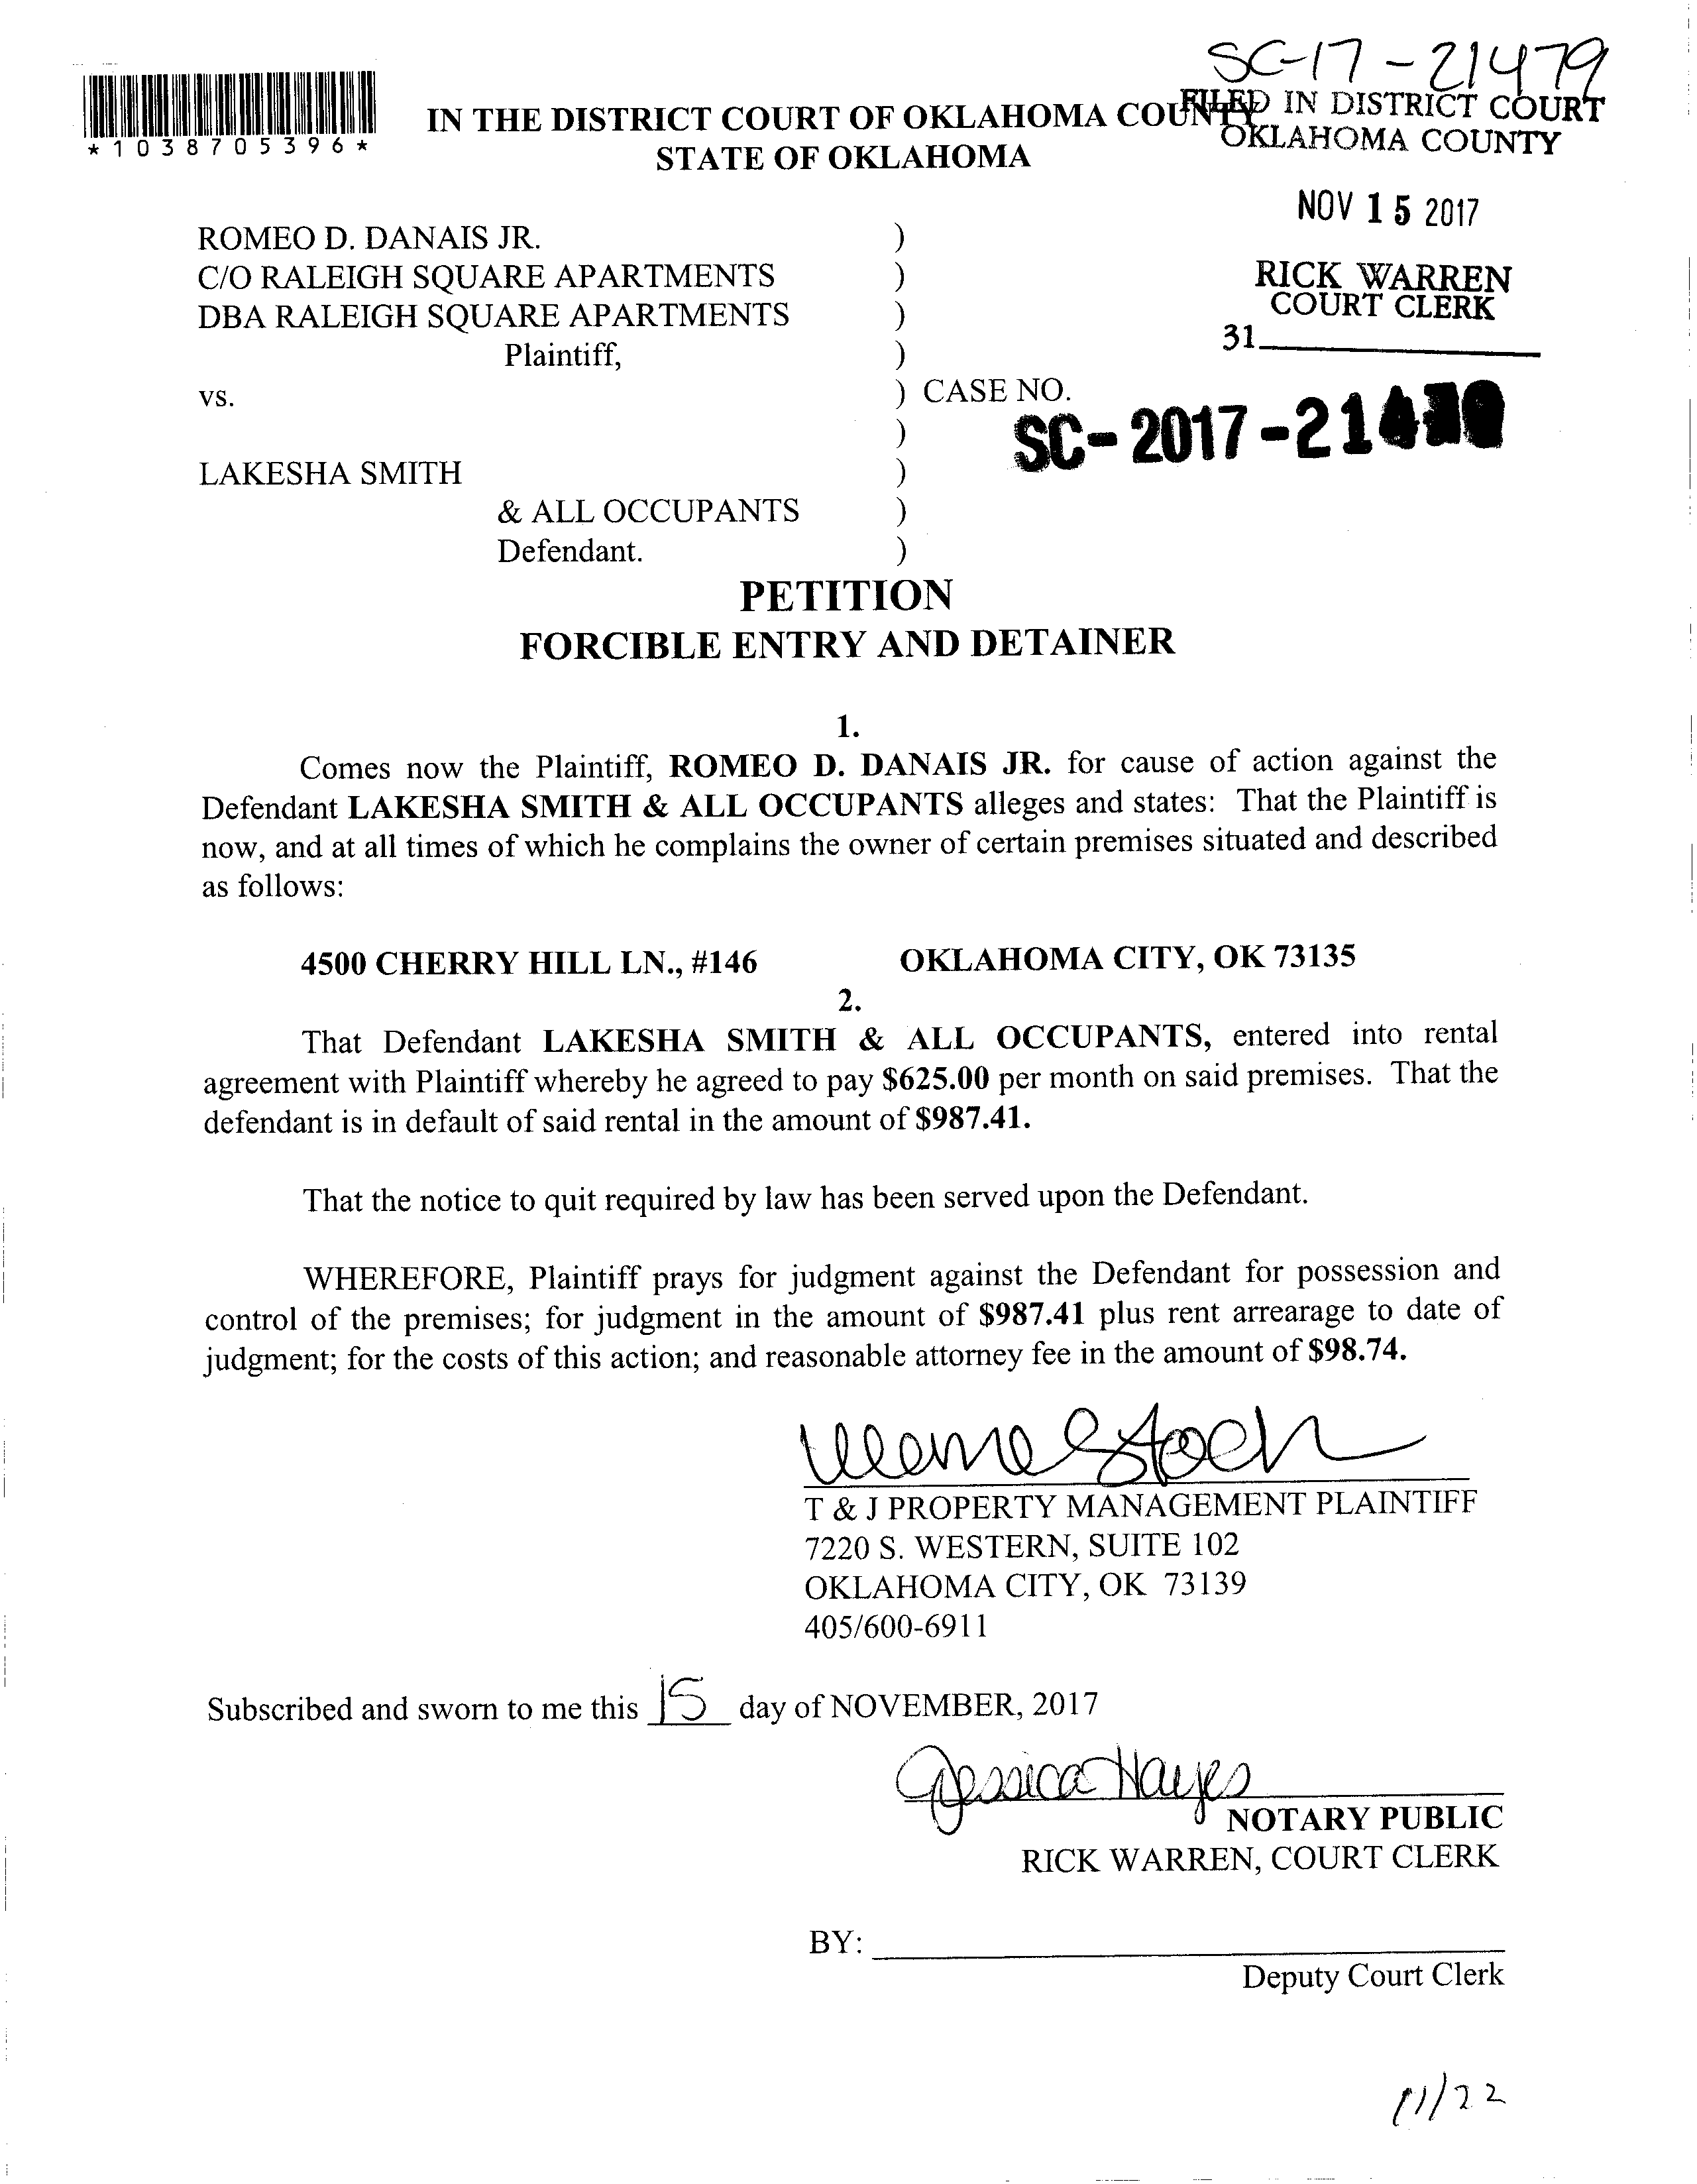 SC-17-21479
*1038705396*
IN THE DISTRICT COURT OF OKLAHOMA COUNTY
STATE OF OKLAHOMA
FILED IN DISTRICT COURT
OKLAHOMA COUNTY
NOV 15 2017
RICK WARREN
COURT CLERK
31
ROMEO D. DANAIS JR. )
C/O RALEIGH SQUARE APARTMENTS )
DBA RALEIGH SQUARE APARTMENTS )
Plaintiff, )
vs. ) CASE NO.
)
SC-2017-214
LAKESHA SMITH )
& ALL OCCUPANTS )
Defendant. )
PETITION
FORCIBLE ENTRY AND DETAINER
1.
Comes now the Plaintiff, ROMEO D. DANAIS JR. for cause of action against the
Defendant LAKESHA SMITH & ALL OCCUPANTS alleges and states: That the Plaintiff is
now, and at all times of which he complains the owner of certain premises situated and described
as follows:
4500 CHERRY HILL LN., #146 OKLAHOMA CITY, OK 73135
2.
That Defendant LAKESHA SMITH & ALL OCCUPANTS, entered into rental
agreement with Plaintiff whereby he agreed to pay $625.00 per month on said premises. That the
defendant is in default of said rental in the amount of $987.41.
That the notice to quit required by law has been served upon the Defendant.
WHEREFORE, Plaintiff prays for judgment against the Defendant for possession and
control of the premises; for judgment in the amount of $987.41 plus rent arrearage to date of
judgment; for the costs of this action; and reasonable attorney fee in the amount of $98.74.
T & J PROPERTY MANAGEMENT PLAINTIFF
7220 S. WESTERN, SUITE 102
OKLAHOMA CITY, OK 73139
405/600-6911
Subscribed and sworn to me this 15 day of NOVEMBER, 2017
Jessica Hayes
NOTARY PUBLIC
RICK WARREN, COURT CLERK
BY:
Deputy Court Clerk
11/22